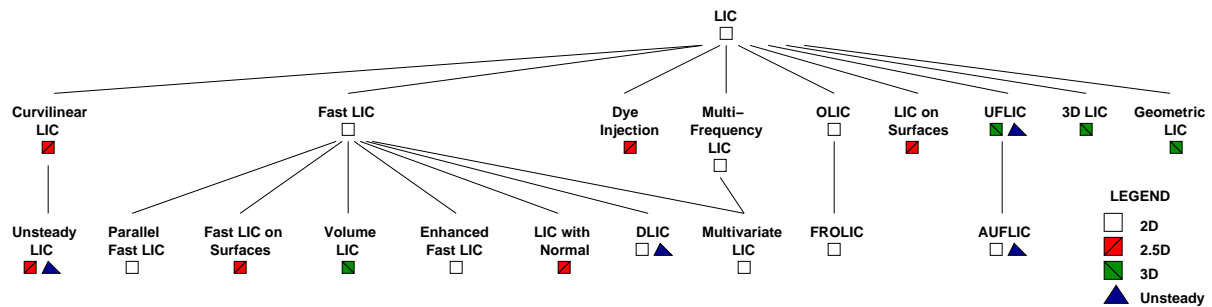 LIC
Curvilinear
LIC
Fast LIC
Dye
Injection
Multi−
Frequency
LIC
OLIC
LIC on
Surfaces
UFLIC
3D LIC
Geometric
LIC
Unsteady
LIC
Parallel
Fast LIC
Fast LIC on
Surfaces
Volume
LIC
Enhanced
Fast LIC
LIC with
Normal
DLIC
Multivariate
LIC
FROLIC
AUFLIC
LEGEND
2D
2.5D
3D
Unsteady